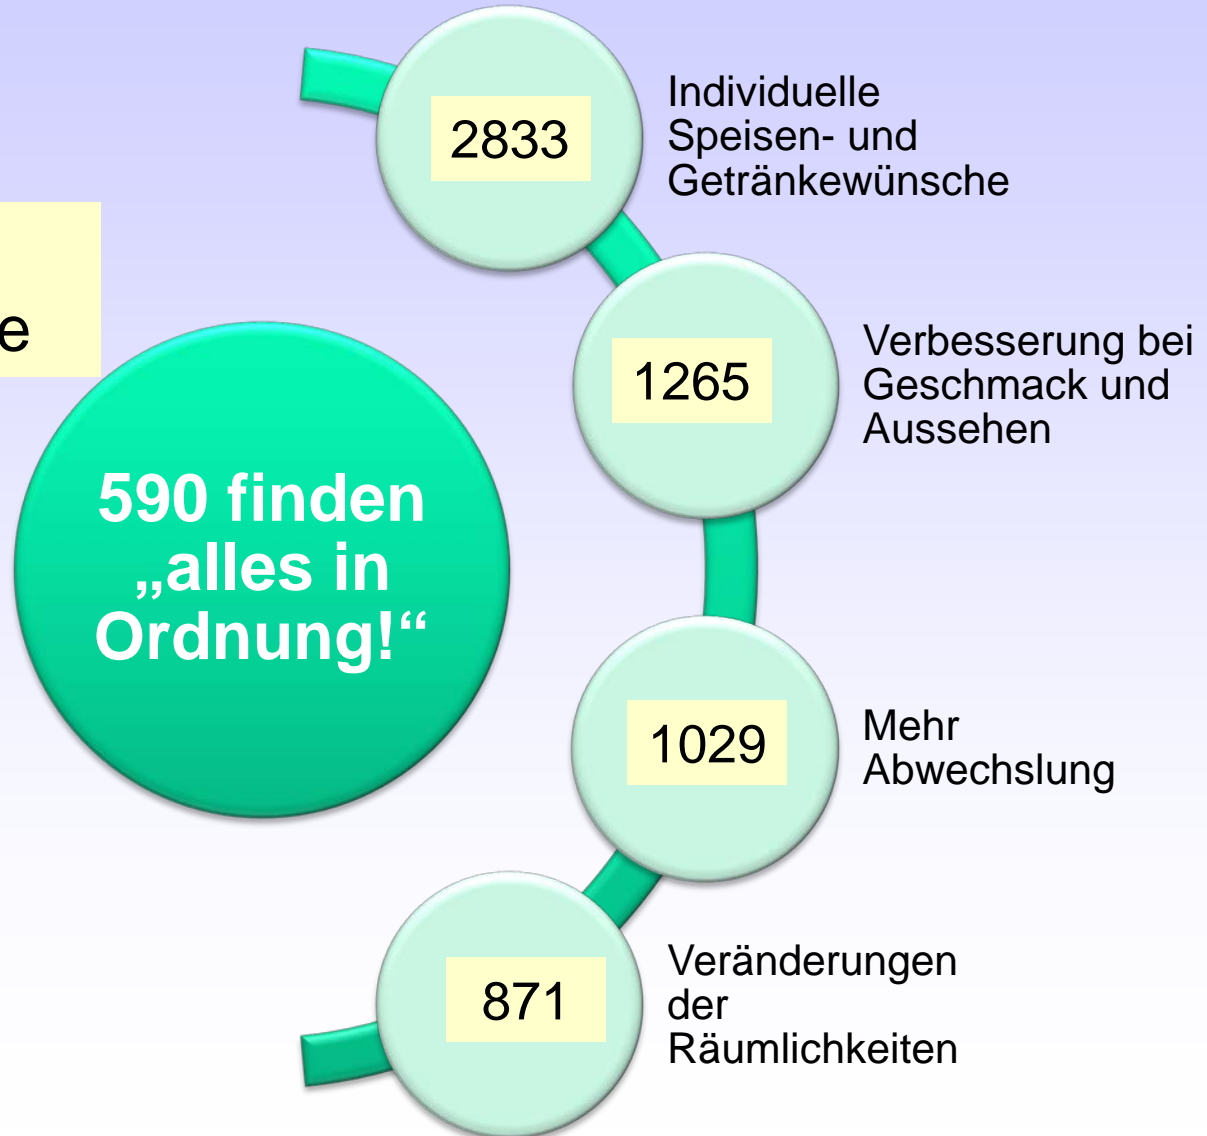 2833
Individuelle
Speisen- und
Getränkewünsche
1265
Verbesserung bei
Geschmack und
Aussehen
590 finden
„alles in
Ordnung!“
1029
Mehr
Abwechslung
871
Veränderungen
der
Räumlichkeiten